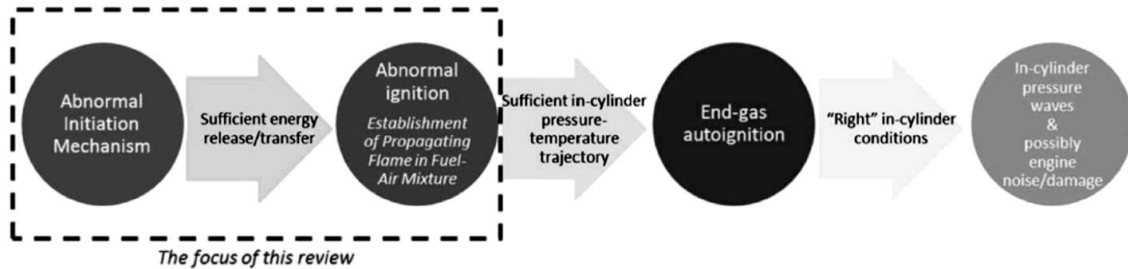 Abnormal
Initiation
Mechanism
Sufficient energy
release/transfer
Abnormal
ignition
Establishment
of Propagating
Flame in Fuel-
Air Mixture
Sufficient in-cylinder
pressure-
temperature
trajectory
End-gas
autoignition
“Right” in-cylinder
conditions
In-cylinder
pressure
waves
&
possibly
engine
noise/damage
The focus of this review